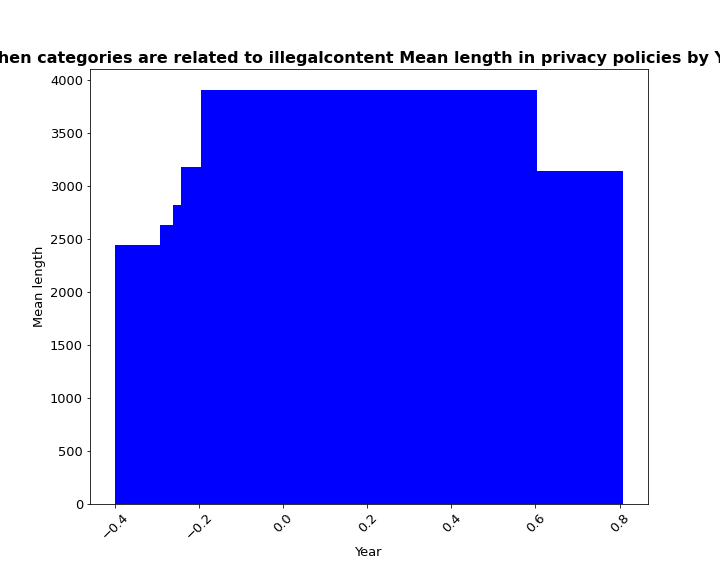 hen categories are related to illegalcontent Mean length in privacy policies by Y
4000
3500
3000
2500
2000
1500
1000
500
0
Mean length
−0.4 −0.2 0.0 0.2 0.4 0.6 0.8
Year